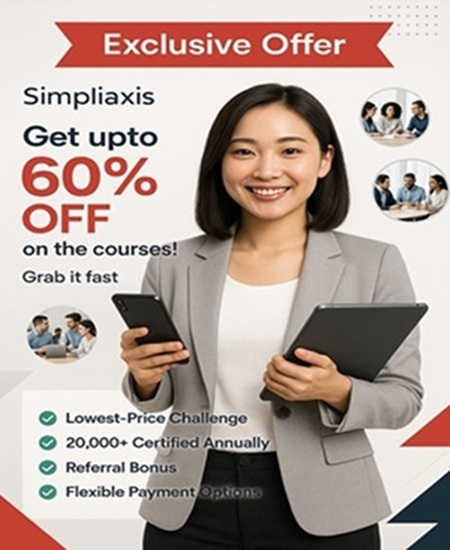 Exclusive Offer
Simpliaxis
Get upto
60%
OFF
on the courses!
Grab it fast
Lowest-Price Challenge
20,000+ Certified Annually
Referral Bonus
Flexible Payment Options